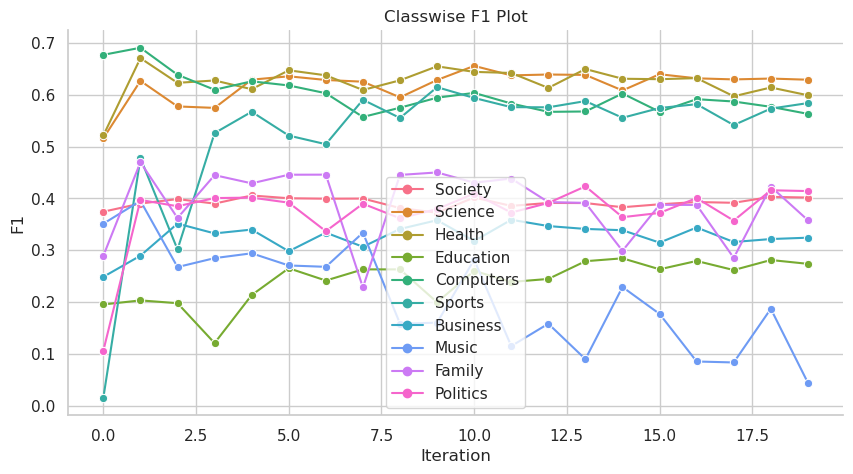 Classwise F1 Plot
F1
0.7
0.6
0.5
0.4
0.3
0.2
0.1
0.0
Society
Science
Health
Education
Computers
Sports
Business
Music
Family
Politics
0.0 2.5 5.0 7.5 10.0 12.5 15.0 17.5
Iteration